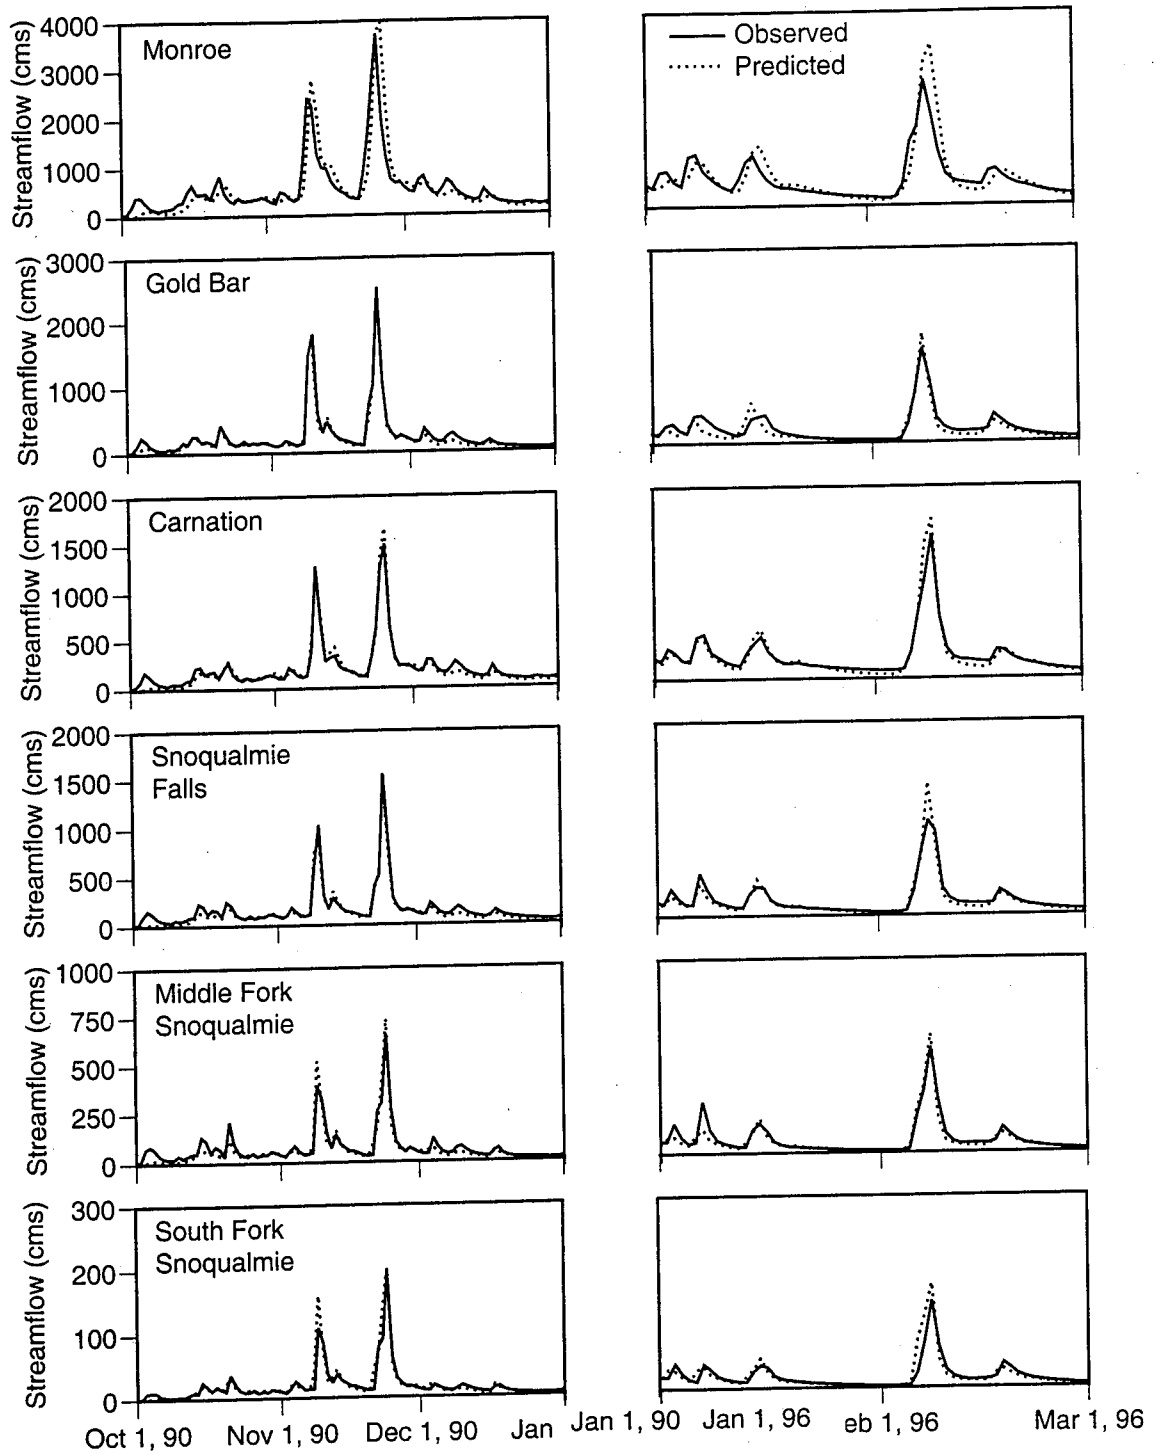 4000
3000
2000
1000
0
Streamflow (cms)
Monroe
Observed
Predicted
3000
2000
1000
0
Streamflow (cms)
Gold Bar
2000
1500
1000
500
0
Streamflow (cms)
Carnation
2000
1500
1000
500
0
Streamflow (cms)
Snoqualmie
Falls
1000
750
500
250
0
Streamflow (cms)
Middle Fork
Snoqualmie
300
200
100
0
Streamflow (cms)
South Fork
Snoqualmie
Oct 1, 90 Nov 1, 90 Dec 1, 90 Jan Jan 1, 90 Jan 1, 96 eb 1, 96 Mar 1, 96